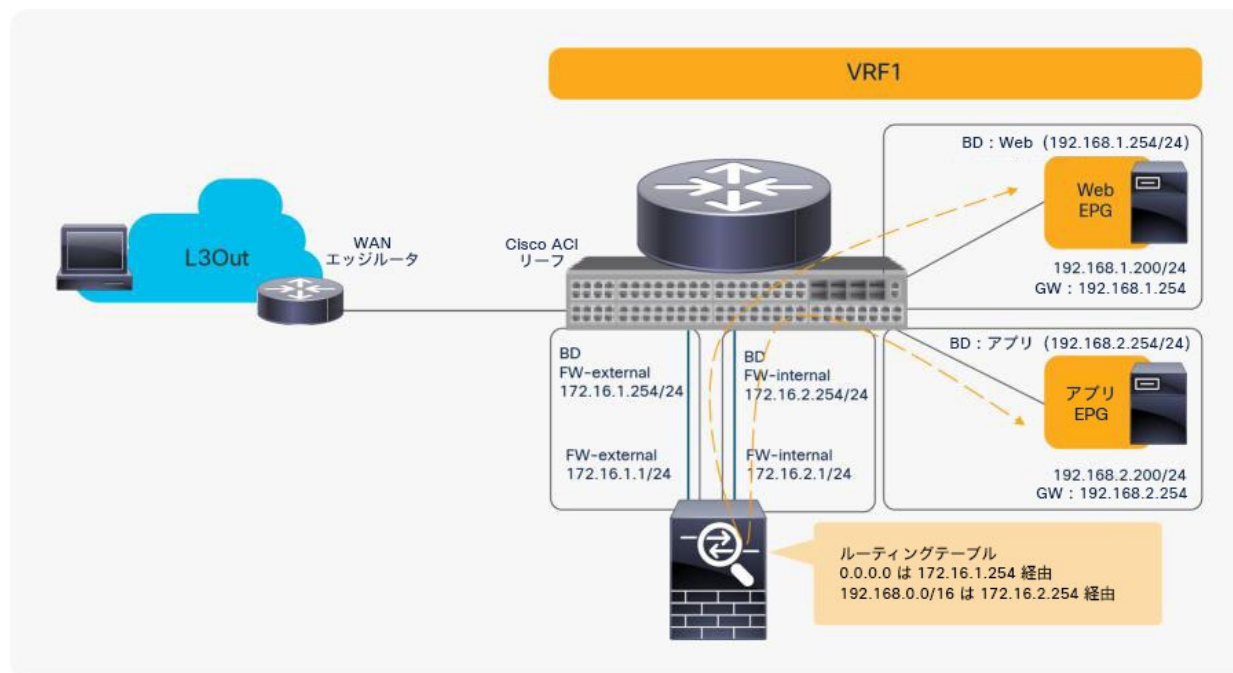 VRF1
BD：Web（192.168.1.254/24）
Web
EPG
192.168.1.200/24
GW：192.168.1.254
L3Out
WAN
エッジルータ
Cisco ACI
リーフ
BD
FW-external
172.16.1.254/24
FW-external
172.16.1.1/24
BD
FW-internal
172.16.2.254/24
FW-internal
172.16.2.1/24
BD：アプリ（192.168.2.254/24）
アプリ
EPG
192.168.2.200/24
GW：192.168.2.254
ルーティングテーブル
0.0.0.0 は 172.16.1.254 経由
192.168.0.0/16 は 172.16.2.254 経由